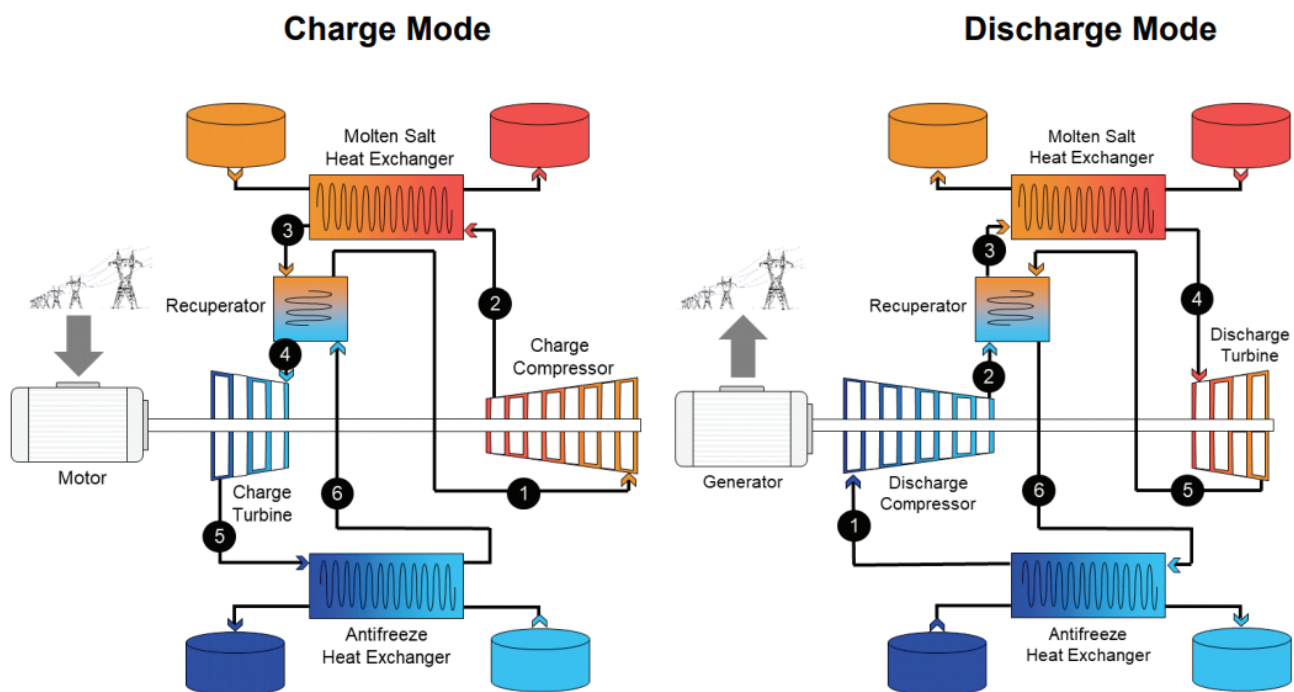 Charge Mode
Molten Salt
Heat Exchanger
3
2
Recuperator
4
Charge
Compressor
Motor
Charge
Turbine
6
1
5
Antifreeze
Heat Exchanger
Discharge Mode
Molten Salt
Heat Exchanger
3
4
Recuperator
2
Discharge
Turbine
Generator
Discharge
Compressor
6
5
1
Antifreeze
Heat Exchanger